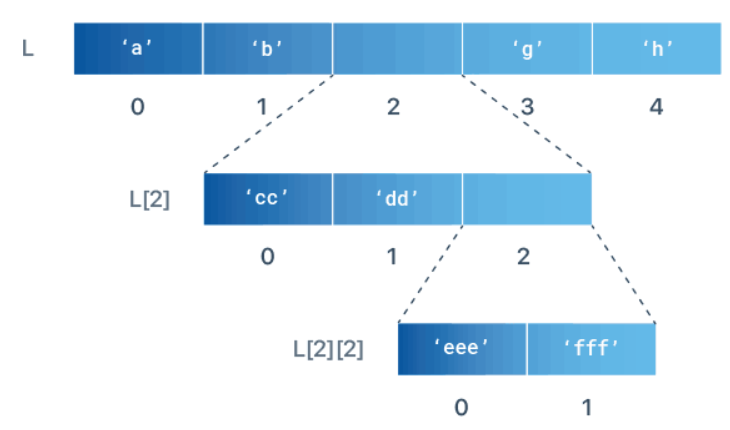 L ‘a’ ‘b’ ‘g’ ‘h’
0 1 2 3 4
L[2] ‘cc’ ‘dd’
0 1 2
L[2][2] ‘eee’ ‘fff’
0 1